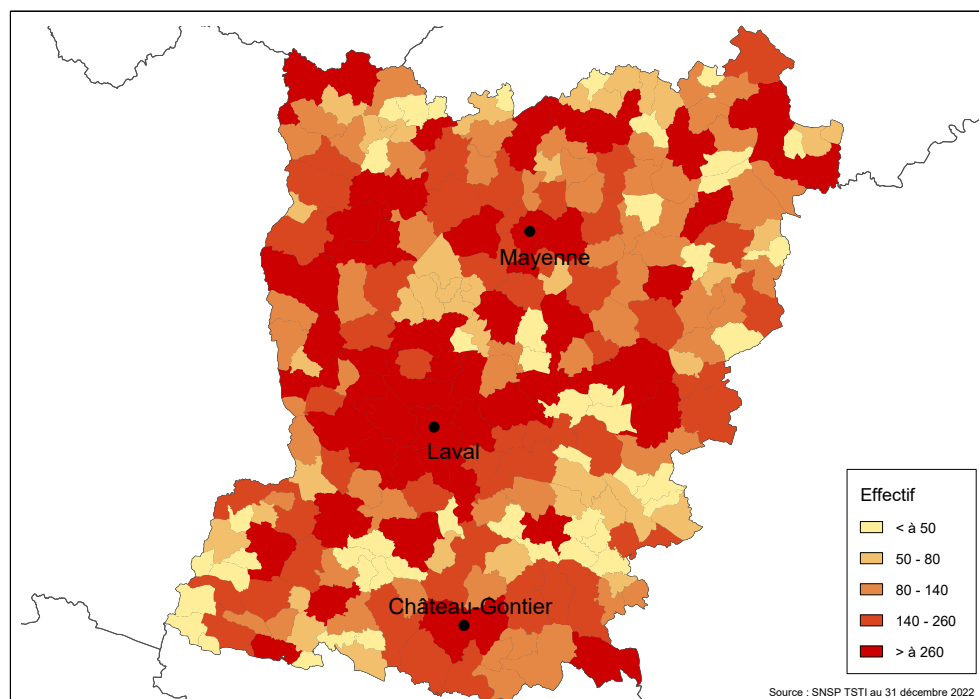 Mayenne
Laval
Château-Gontier
Effectif
< à 50
50 - 80
80 - 140
140 - 260
> à 260
Source : SNSP TSTI au 31 décembre 2022